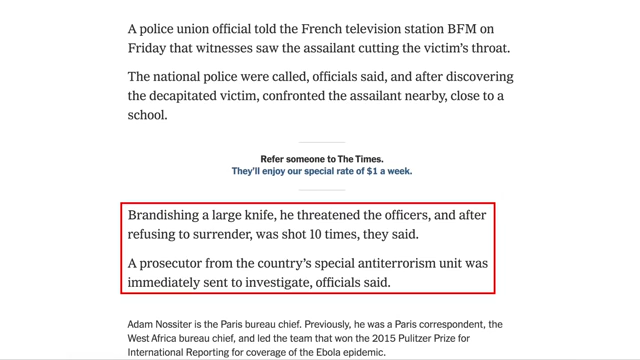 A police union official told the French television station BFM on
Friday that witnesses saw the assailant cutting the victim’s throat.
The national police were called, officials said, and after discovering
the decapitated victim, confronted the assailant nearby, close to a
school.
Refer someone to The Times.
They’ll enjoy our special rate of $1 a week.
Brandishing a large knife, he threatened the officers, and after
refusing to surrender, was shot 10 times, they said.
A prosecutor from the country’s special antiterrorism unit was
immediately sent to investigate, officials said.
Adam Nossiter is the Paris bureau chief. Previously, he was a Paris correspondent, the
West Africa bureau chief, and led the team that won the 2015 Pulitzer Prize for
International Reporting for coverage of the Ebola epidemic.